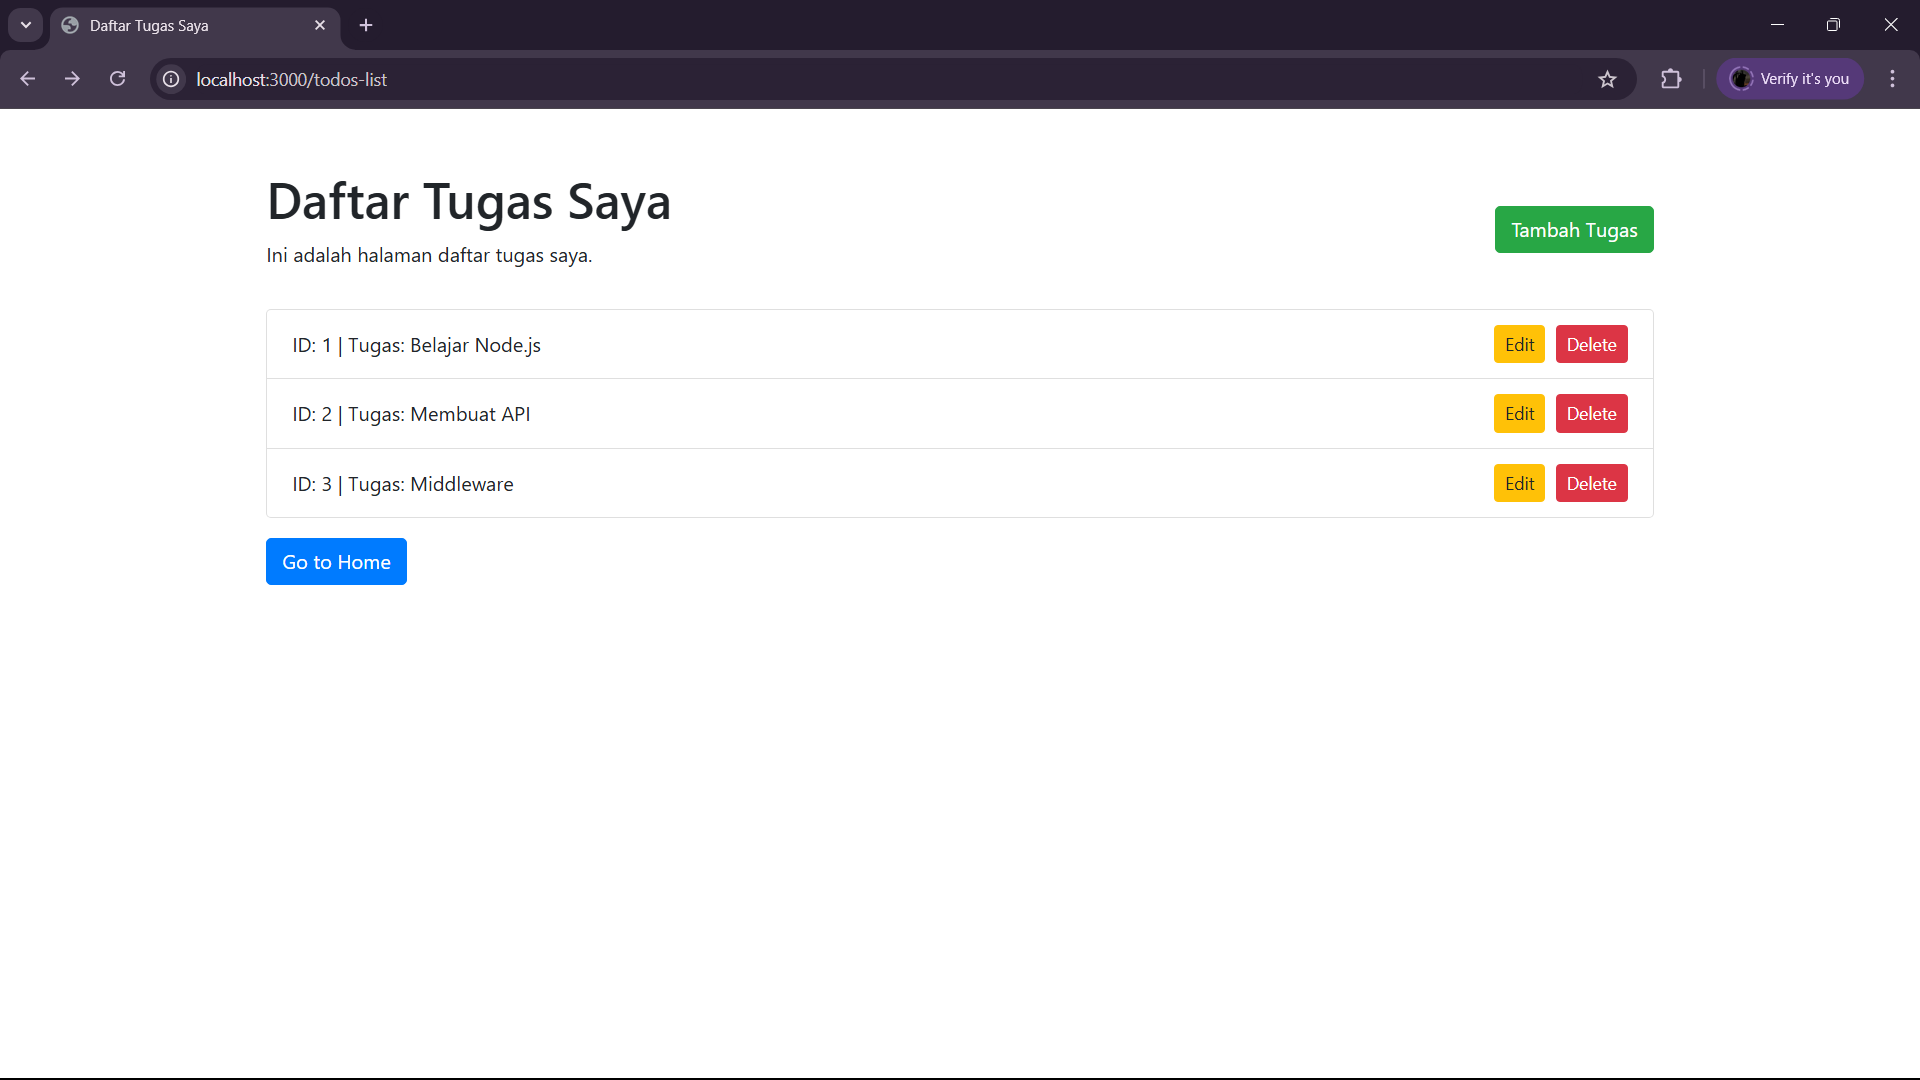 Daftar Tugas Saya
localhost:3000/todos-list
Verify it's you
Daftar Tugas Saya
Ini adalah halaman daftar tugas saya.
Tambah Tugas
ID: 1 | Tugas: Belajar Node.js Edit Delete
ID: 2 | Tugas: Membuat API Edit Delete
ID: 3 | Tugas: Middleware Edit Delete
Go to Home